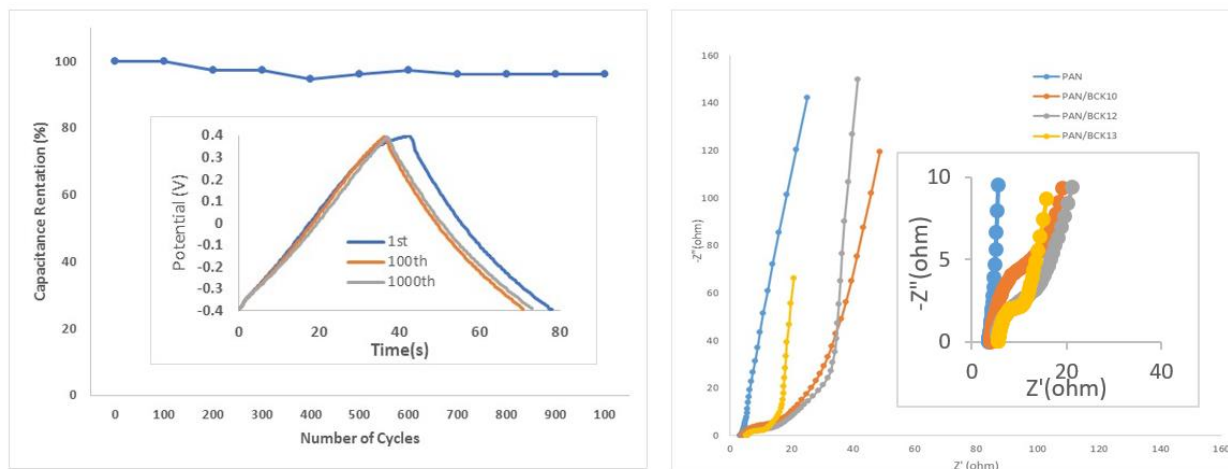 Capacitance Rentation (%)
100
80
60
40
20
0
0 100 200 300 400 500 600 700 800 900 100
Number of Cycles
Potential (V)
0.4
0.3
0.2
0.1
0
-0.1
-0.2
-0.3
-0.4
1st
100th
1000th
0 20 40 60 80
Time(s)
-Z''(ohm)
160
140
120
100
80
60
40
20
0
0 20 40 60 80 100 120 140 160
Z' (ohm)
PAN
PAN/BCK10
PAN/BCK12
PAN/BCK13
-Z''(ohm)
10
5
0
0 20 40
Z'(ohm)